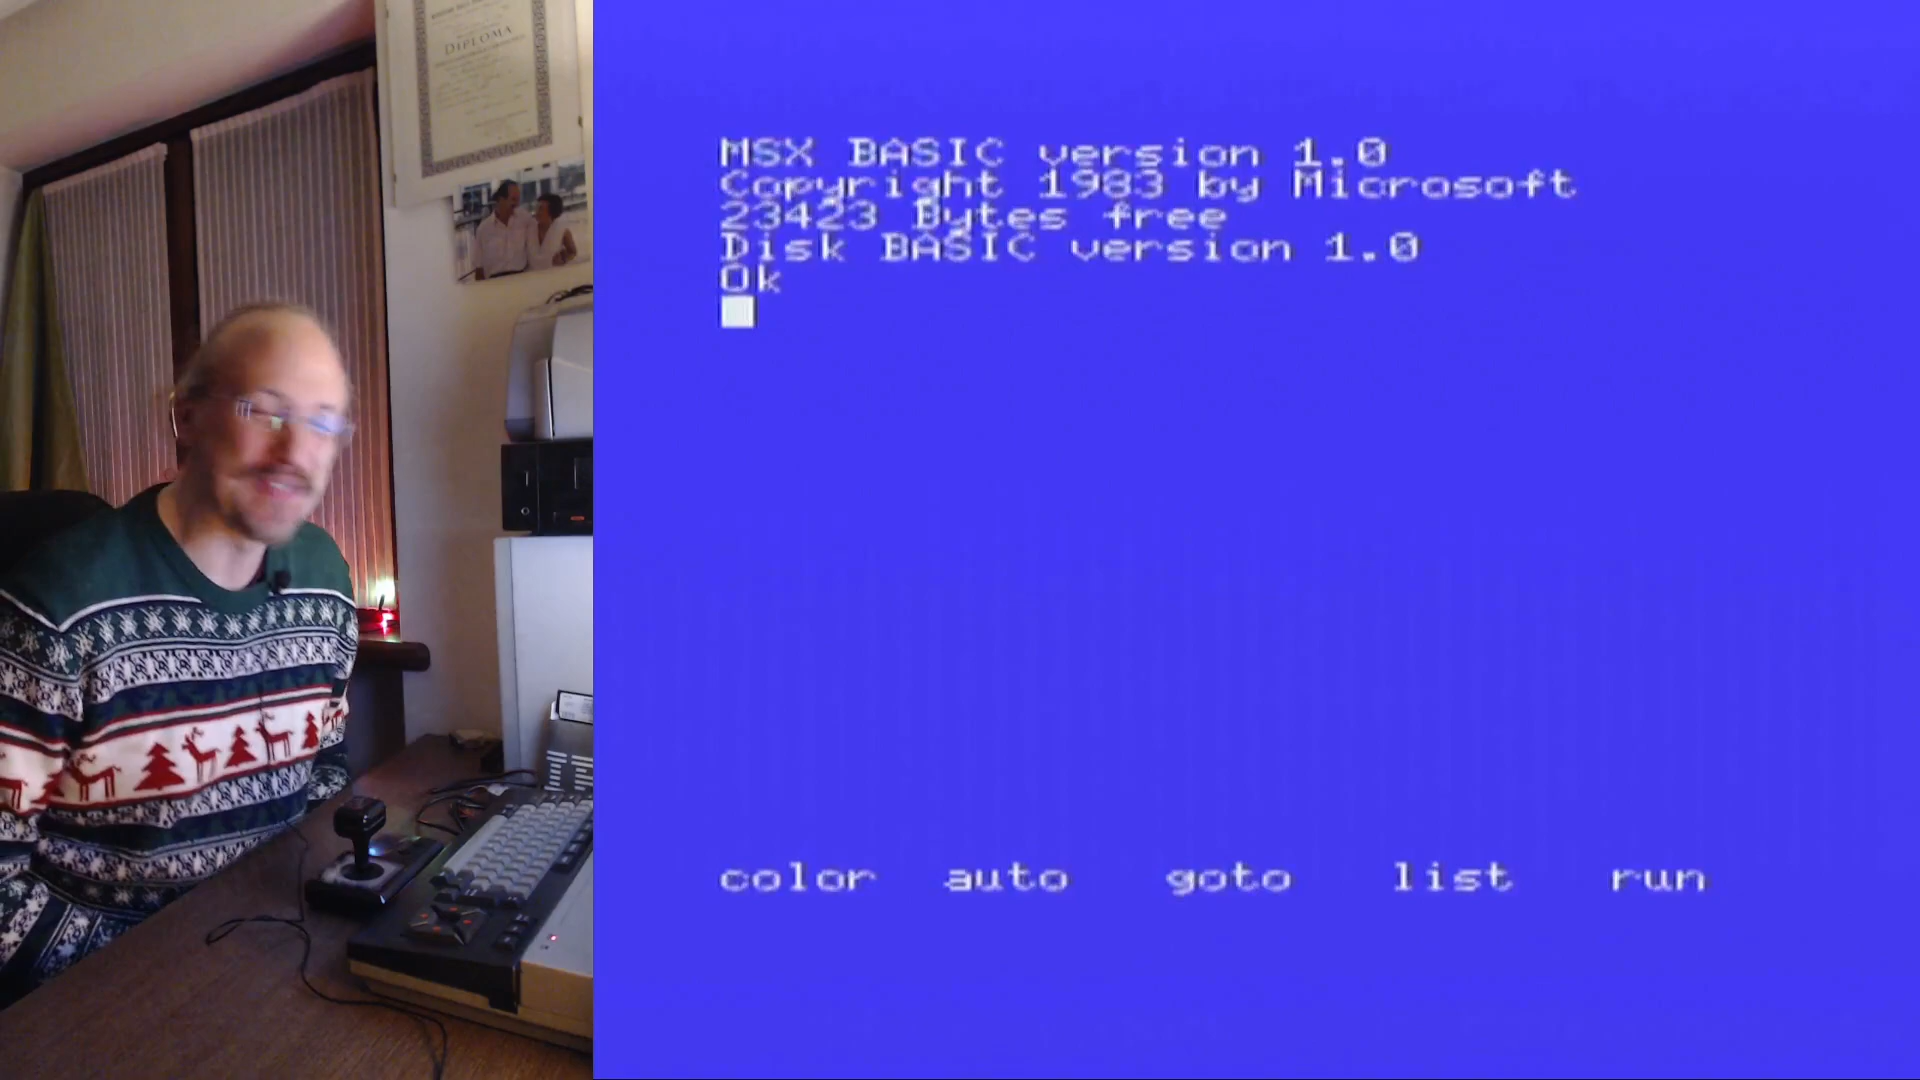 DIPLOMA
MSX BASIC version 1.0
Copyright 1983 by Microsoft
23423 Bytes free
Disk BASIC version 1.0
Ok
color auto goto list run